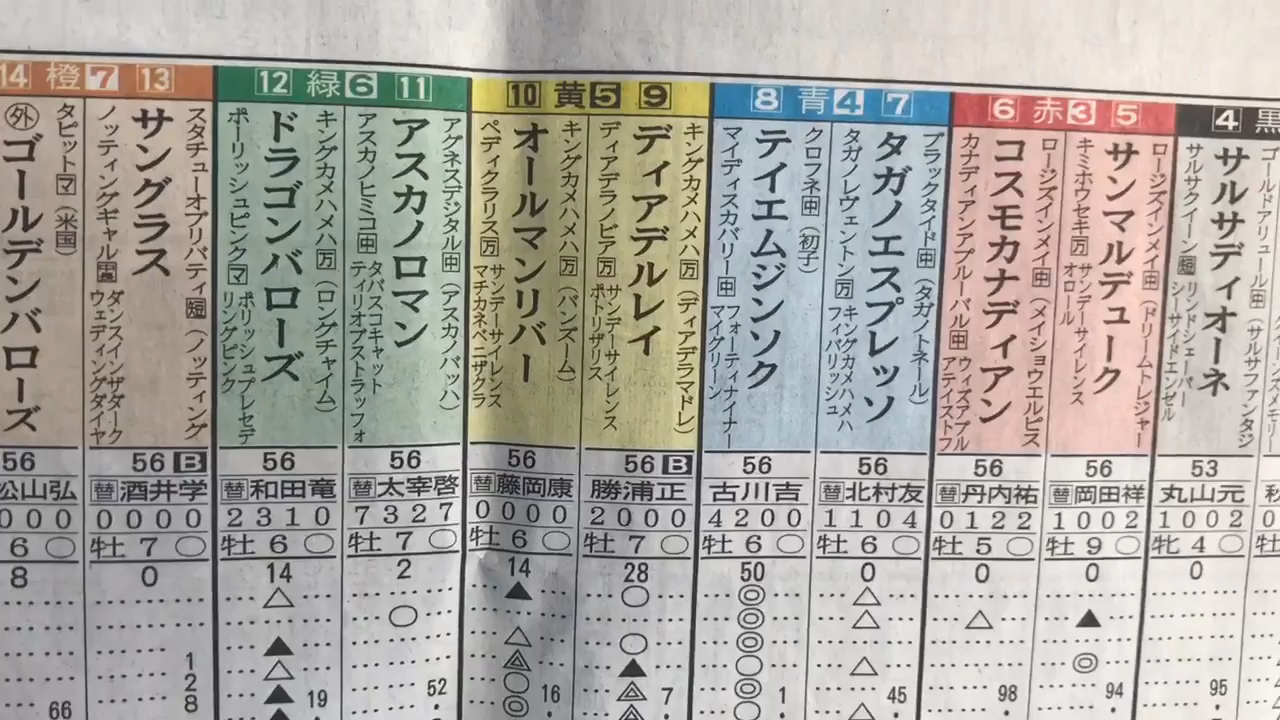 4 黒
ゴールドアリュール 中 (サルサファンタジ
サルサディオーネ
サルサクイーン 短 リンドシェーバー シーサイドエンゼル
53
丸山元
1 0 0 2
牝 4 ○
0
95
6 赤 3 5
ロージズインメイ 中 (ドリームトレジャー
サンマルデューク
キミホウセキ 万 サンデーサイレンス オロール
56
替 岡田祥
1 0 0 2
牡 9 ○
0
▲
◎
94
ロージズインメイ 中 (メイショウエルピス
コスモカナディアン
カナディアンアプルーバル 中 ウィズアプル アテイストフ
56
替 丹内祐
0 1 2 2
牡 5 ○
0
△
98
8 青 4 7
ブラックタイド 中 (タガノトネール)
タガノエスプレッソ
タガノレヴェントン 万 キングカメハメハ フィバリッシュ
56
替 北村友
1 1 0 4
牡 6 ○
0
△
△
△
△
45
クロフネ 中 (初子)
テイエムジンソク
マイディスカバリー 中 フォーティナイナー マイグリーン
56
古川吉
4 2 0 0
牡 6 ○
50
◎
◎
◎
○
◎
○
1
10 黄 5 9
キングカメハメハ 万 (ディアデラマドレ)
ディアデルレイ
ディアデラノビア 万 サンデーサイレンス ポトリザリス
56 B
勝浦正
2 0 0 0
牡 7 ○
28
○
○
▲
7
キングカメハメハ 万 (バンズーム)
オールマンリバー
ペディクラリス 万 サンデーサイレンス マチカネベニザクラ
56
替 藤岡康
0 0 0 0
牡 6 ○
14
▲
△
○
◎
16
12 緑 6 11
アグネスデジタル 中 (アスカノバッハ)
アスカノロマン
アスカノヒミコ 中 タバスコキャット ティリオプストラッフォ
56
替 太宰啓
7 3 2 7
牡 7 ○
2
○
52
キングカメハメハ 万 (ロングチャイム)
ドラゴンバローズ
ポーリッシュピンク マ ポリッシュプレセデ リングピンク
56
替 和田竜
2 3 1 0
牡 6 ○
14
△
▲
△
▲
19
14 橙 7 13
スタチューオブリバティ 短 (ノッティング
サングラス
ノッティングギャル ダンスインザダーク ウェディングダイヤ
56 B
替 酒井学
0 0 0 0
牡 7 ○
0
1
2
8
タピット マ (米国)
外 ゴールデンバローズ
56
松山弘
0 0 0
6 ○
8
66